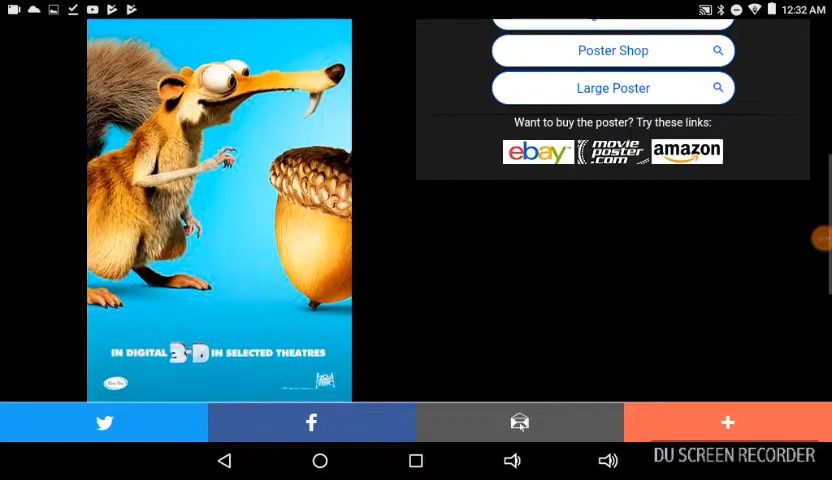 12:32 AM
Poster Shop
Large Poster
Want to buy the poster? Try these links:
ebay
movie
poster
.com
amazon
IN DIGITAL 3-D IN SELECTED THEATRES
DU SCREEN RECORDER